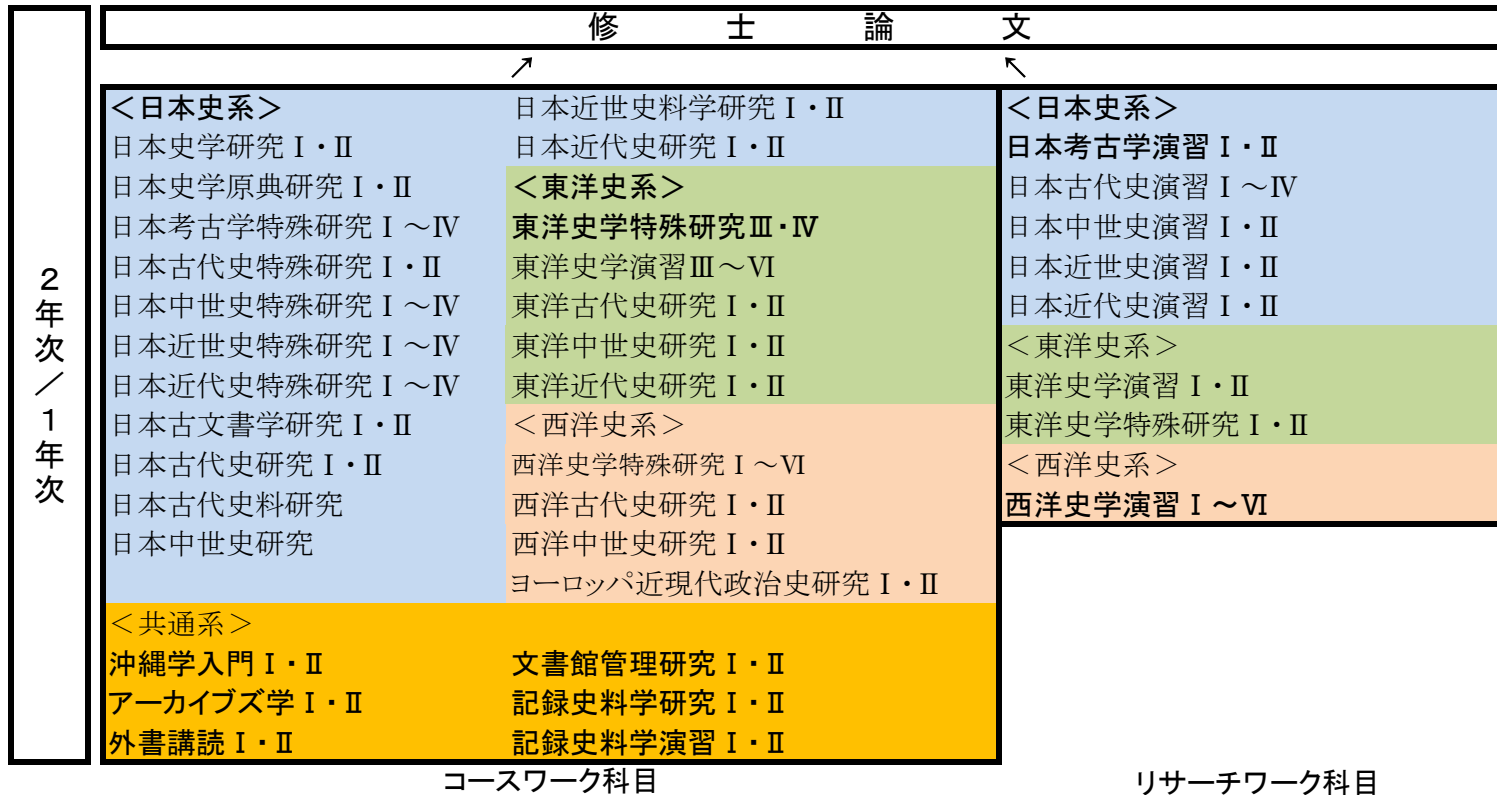 修士論文
↗ ↖
2年次／1年次
＜日本史系＞
日本史学研究Ⅰ・Ⅱ
日本史学原典研究Ⅰ・Ⅱ
日本考古学特殊研究Ⅰ～Ⅳ
日本古代史特殊研究Ⅰ・Ⅱ
日本中世史特殊研究Ⅰ～Ⅳ
日本近世史特殊研究Ⅰ～Ⅳ
日本近代史特殊研究Ⅰ～Ⅳ
日本古文書学研究Ⅰ・Ⅱ
日本古代史研究Ⅰ・Ⅱ
日本古代史料研究
日本中世史研究
日本近世史料学研究Ⅰ・Ⅱ
日本近代史研究Ⅰ・Ⅱ
＜東洋史系＞
東洋史学特殊研究Ⅲ・Ⅳ
東洋史学演習Ⅲ～Ⅵ
東洋古代史研究Ⅰ・Ⅱ
東洋中世史研究Ⅰ・Ⅱ
東洋近代史研究Ⅰ・Ⅱ
＜西洋史系＞
西洋史学特殊研究Ⅰ～Ⅵ
西洋古代史研究Ⅰ・Ⅱ
西洋中世史研究Ⅰ・Ⅱ
ヨーロッパ近現代政治史研究Ⅰ・Ⅱ
＜共通系＞
沖縄学入門Ⅰ・Ⅱ
アーカイブズ学Ⅰ・Ⅱ
外書講読Ⅰ・Ⅱ
文書館管理研究Ⅰ・Ⅱ
記録史料学研究Ⅰ・Ⅱ
記録史料学演習Ⅰ・Ⅱ
コースワーク科目
＜日本史系＞
日本考古学演習Ⅰ・Ⅱ
日本古代史演習Ⅰ～Ⅳ
日本中世史演習Ⅰ・Ⅱ
日本近世史演習Ⅰ・Ⅱ
日本近代史演習Ⅰ・Ⅱ
＜東洋史系＞
東洋史学演習Ⅰ・Ⅱ
東洋史学特殊研究Ⅰ・Ⅱ
＜西洋史系＞
西洋史学演習Ⅰ～Ⅵ
リサーチワーク科目